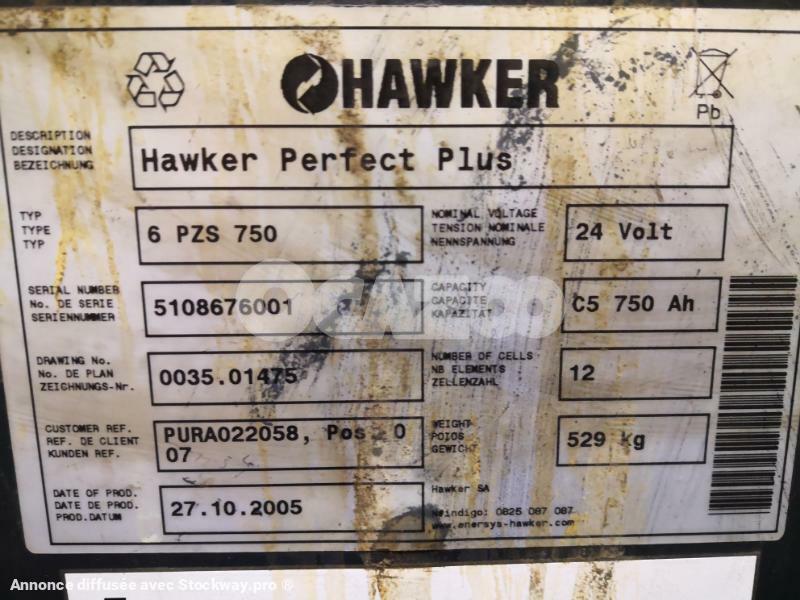 HAWKER
Pb
DESCRIPTION
DESIGNATION
BEZEICHNUNG
Hawker Perfect Plus
TYP
TYPE
TYP
6 PZS 750
NOMINAL VOLTAGE
TENSION NOMINALE
NENNSPANNUNG
24 Volt
SERIAL NUMBER
No. DE SERIE
SERIENNUMMER
5108676001
CAPACITY
CAPACITE
KAPAZITAT
C5 750 Ah
DRAWING No.
No. DE PLAN
ZEICHNUNGS-Nr.
0035.01475
NUMBER OF CELLS
NB ELEMENTS
ZELLENZAHL
12
CUSTOMER REF.
REF. DE CLIENT
KUNDEN REF.
PURA022058, Pos 0
07
WEIGHT
POIDS
GEWICHT
529 kg
DATE OF PROD.
DATE DE PROD.
PROD.DATUM
27.10.2005
Hawker SA
N°indigo: 0825 087 087
www.enersys-hawker.com
Annonce diffusée avec Stockway.pro ®